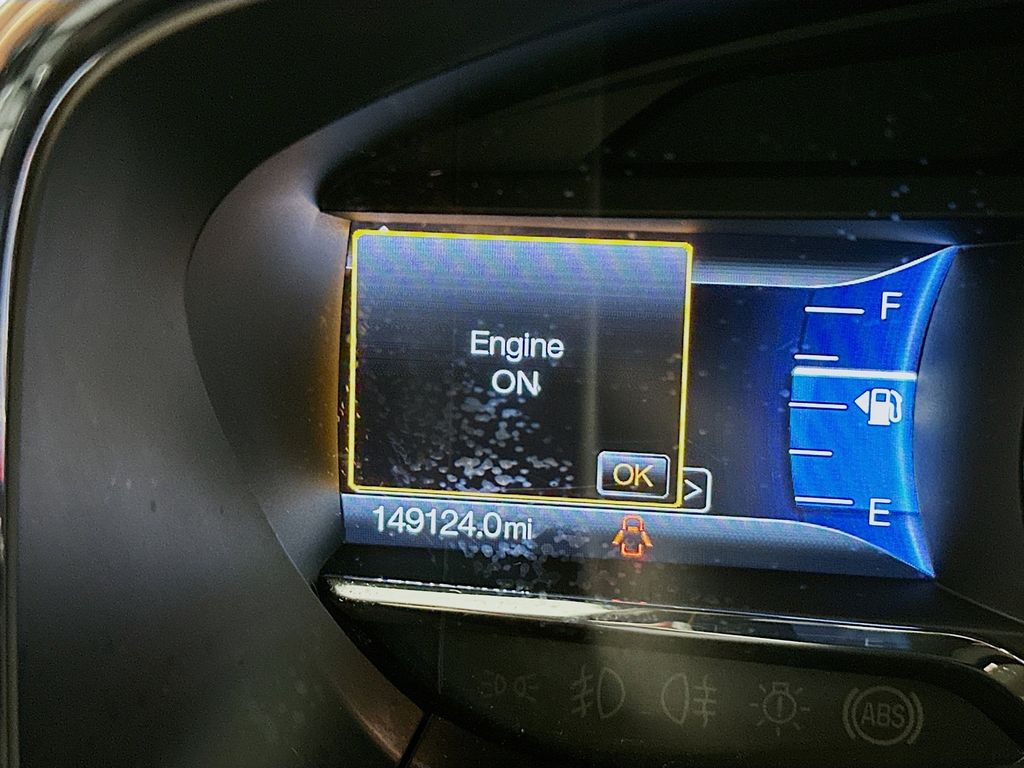 Engine
ON
OK
>
149124.0mi
F
E
ABS